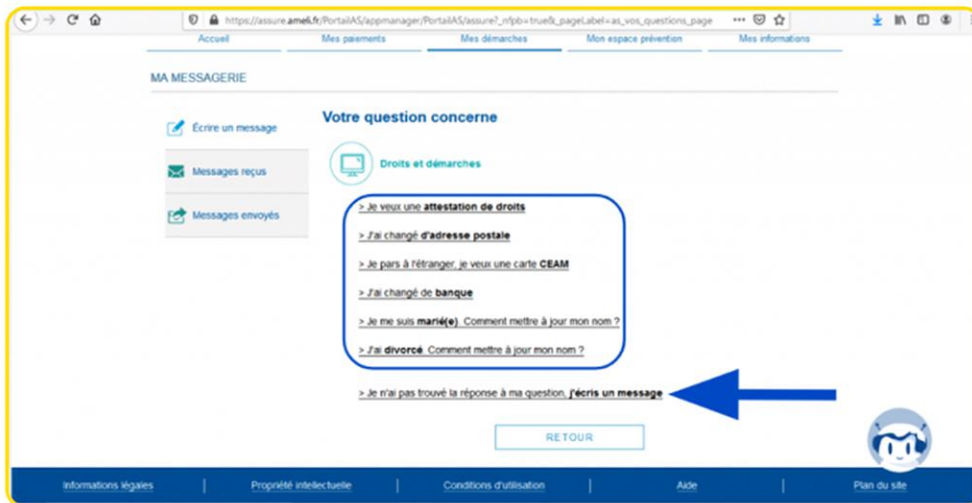 https://assure.ameli.fr/PortailAS/appmanager/PortailAS/assure?_nfpb=true&_pageLabel=as_vos_questions_page
Accueil Mes paiements Mes démarches Mon espace prévention Mes informations
MA MESSAGERIE
Écrire un message
Messages reçus
Messages envoyés
Votre question concerne
Droits et démarches
> Je veux une attestation de droits
> J'ai changé d'adresse postale
> Je pars à l'étranger, je veux une carte CEAM
> J'ai changé de banque
> Je me suis marié(e). Comment mettre à jour mon nom ?
> J'ai divorcé. Comment mettre à jour mon nom ?
> Je n'ai pas trouvé la réponse à ma question, j'écris un message
RETOUR
Informations légales | Propriété intellectuelle | Conditions d'utilisation | Aide | Plan du site